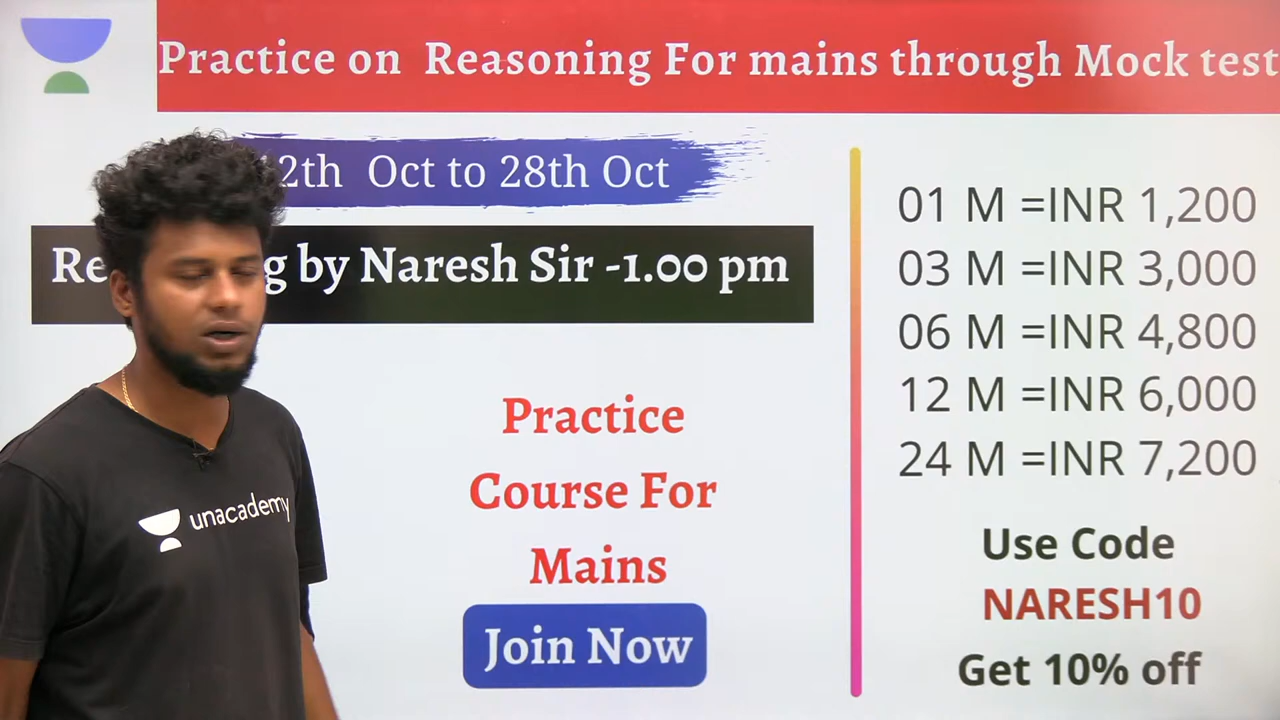 Practice on Reasoning For mains through Mock test
2th Oct to 28th Oct
Re g by Naresh Sir -1.00 pm
Practice
Course For
Mains
Join Now
01 M =INR 1,200
03 M =INR 3,000
06 M =INR 4,800
12 M =INR 6,000
24 M =INR 7,200
Use Code
NARESH10
Get 10% off
unacademy